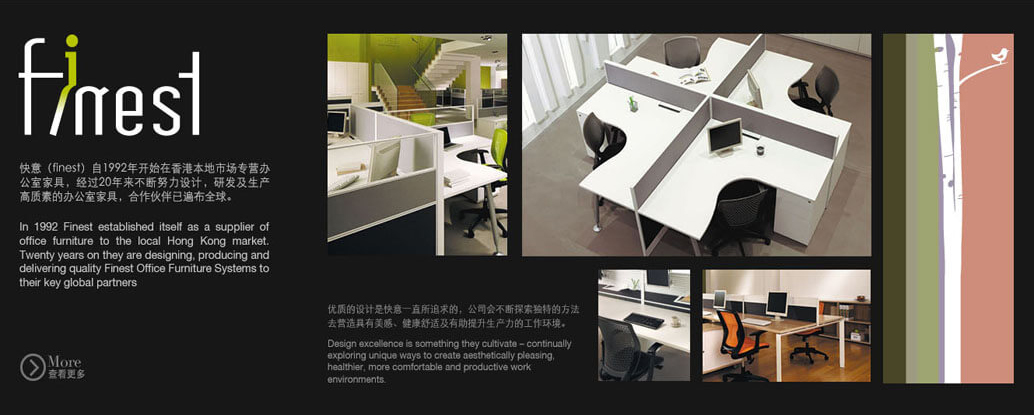 finest
快意（finest）自1992年开始在香港本地市场专营办
公室家具，经过20年来不断努力设计，研发及生产
高质素的办公室家具，合作伙伴已遍布全球。
In 1992 Finest established itself as a supplier of
office furniture to the local Hong Kong market.
Twenty years on they are designing, producing and
delivering quality Finest Office Furniture Systems to
their key global partners
More
查看更多
优质的设计是快意一直所追求的，公司会不断探索独特的方法
去营造具有美感、健康舒适及有助提升生产力的工作环境。
Design excellence is something they cultivate – continually
exploring unique ways to create aesthetically pleasing,
healthier, more comfortable and productive work
environments.